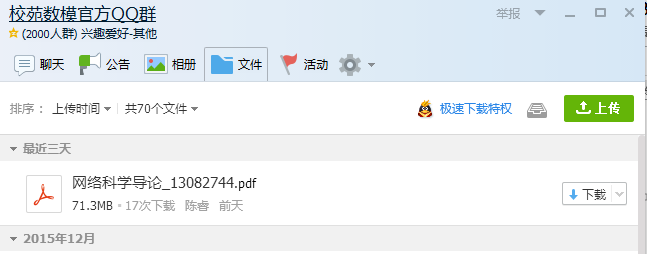 校苑数模官方QQ群
举报
(2000人群) 兴趣爱好-其他
聊天 公告 相册 文件 活动
排序： 上传时间 共70个文件 极速下载特权 上传
最近三天
网络科学导论_13082744.pdf
71.3MB 17次下载 陈睿 前天
下载
2015年12月